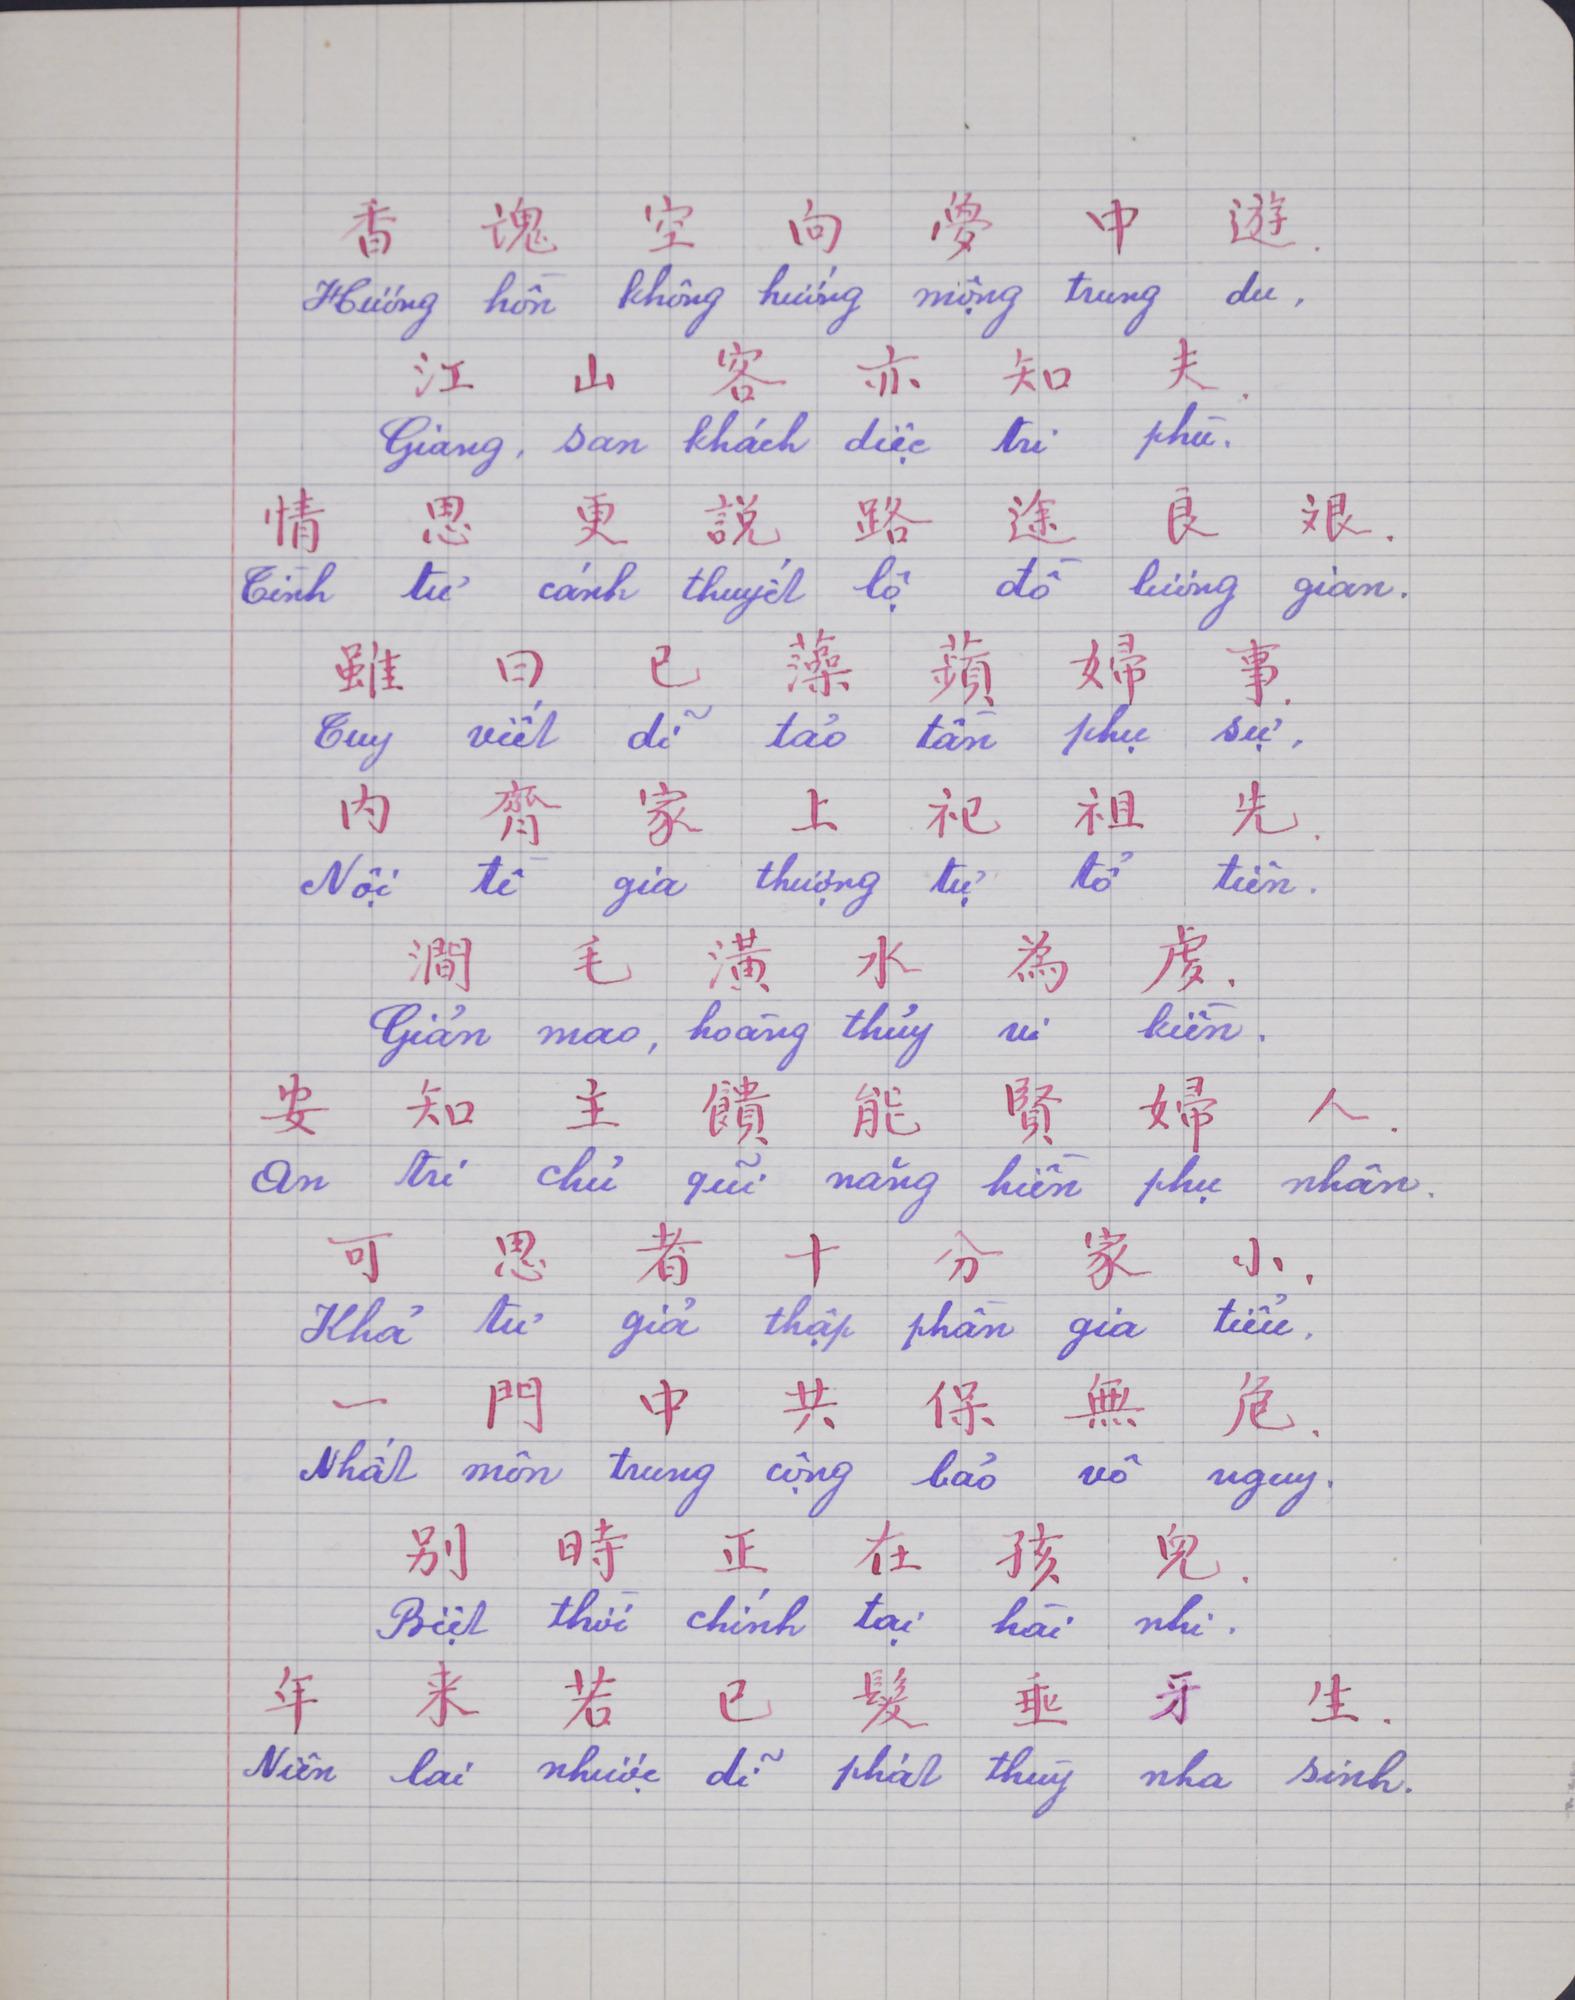 香魂空向夢中遊.
Hương hồn không hướng mộng trung du,
江山客亦知夫.
Giang, san khách diệc tri phù.
情思更說路途良艰.
Tình tư cánh thuyết lộ đồ lương gian.
雖曰已藻蘋婦事.
Tuy viết dĩ tảo tần phụ sự,
內齊家上祀祖先.
Nội tề gia thượng tự tổ tiên.
澗毛潢水為虔.
Giản mao, hoàng thủy vi kiền.
安知主饋能賢婦人.
An tri chủ quĩ năng hiền phụ nhân.
可思者十分家小.
Khả tư giả thập phần gia tiểu,
一門中共保無危.
Nhất môn trung cộng bảo vô nguy.
別時正在孩兒.
Biệt thời chính tại hài nhi.
年来若已髮垂牙生.
Niên lai nhược dĩ phát thùy nha sinh.